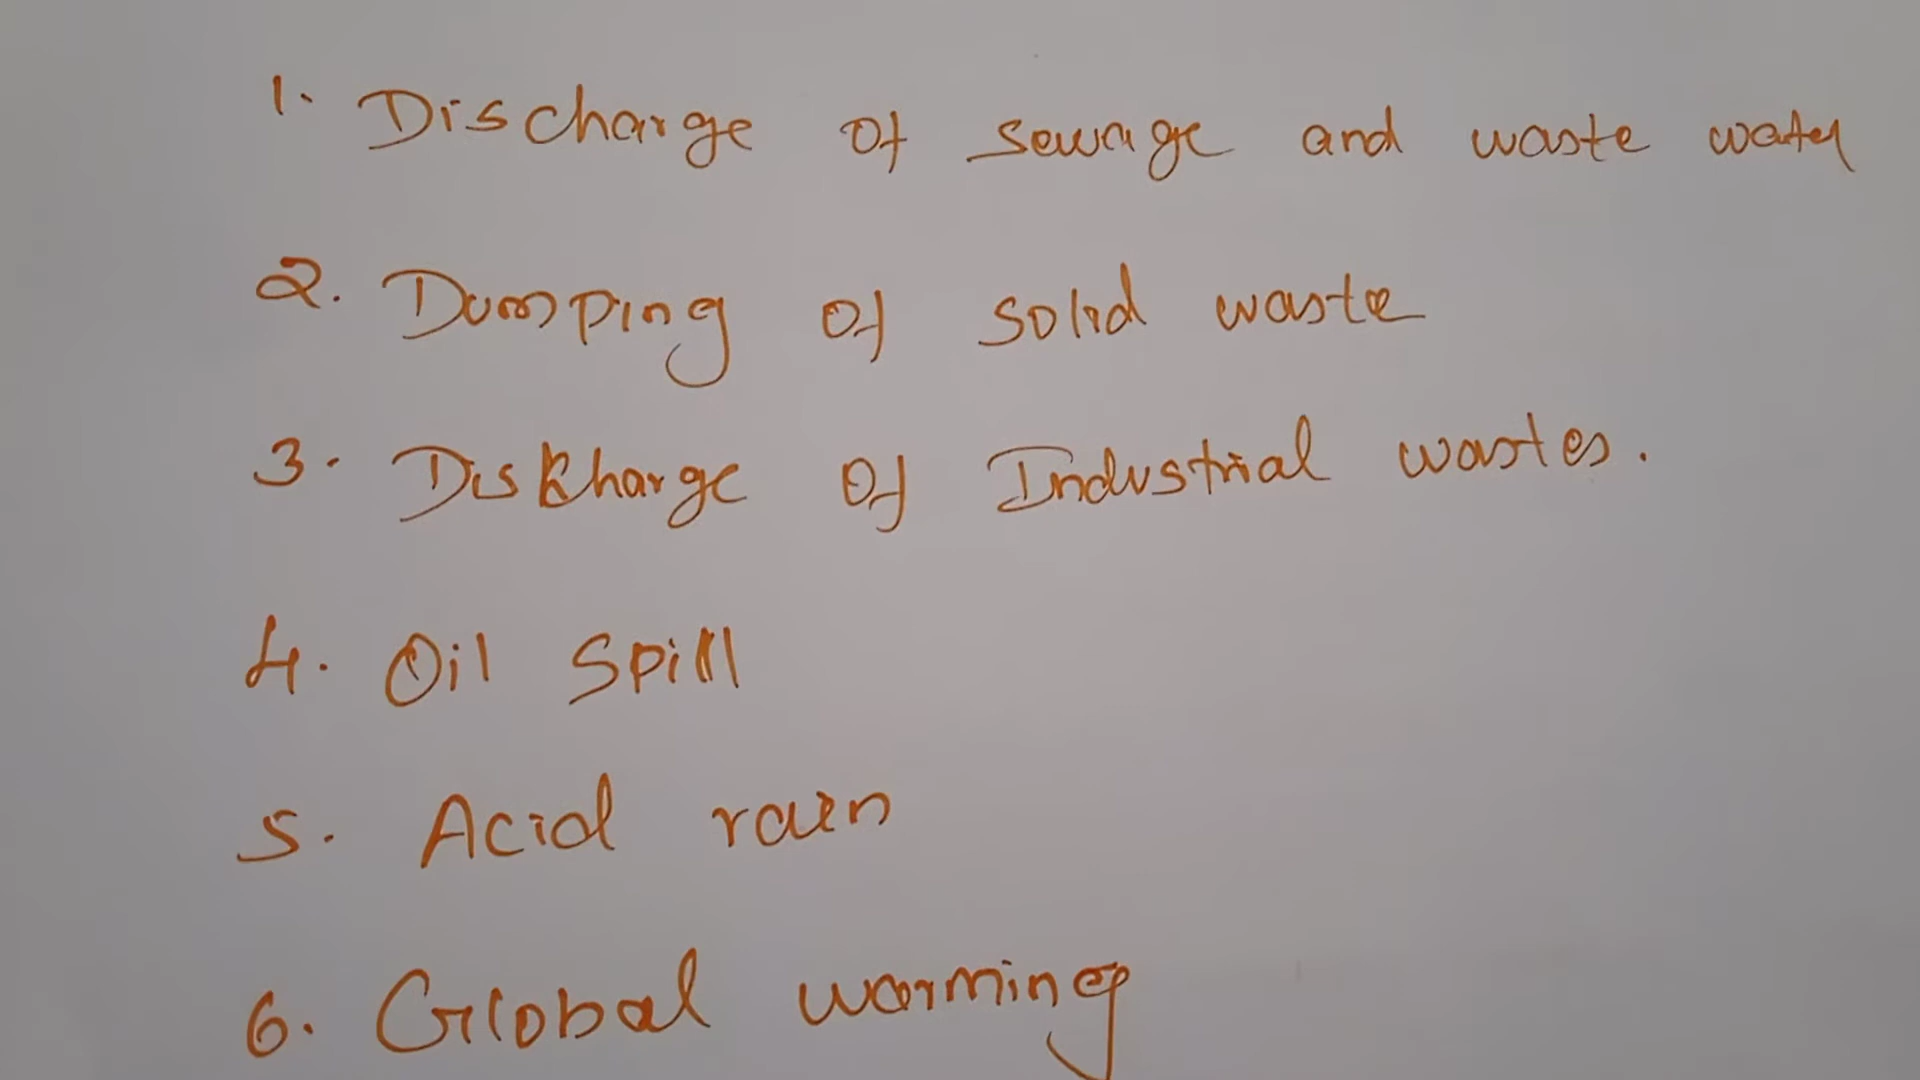 1. Discharge of sewage and waste water
2. Dumping of solid waste
3. Discharge of Industrial wastes.
4. Oil spill
5. Acid rain
6. Global warming